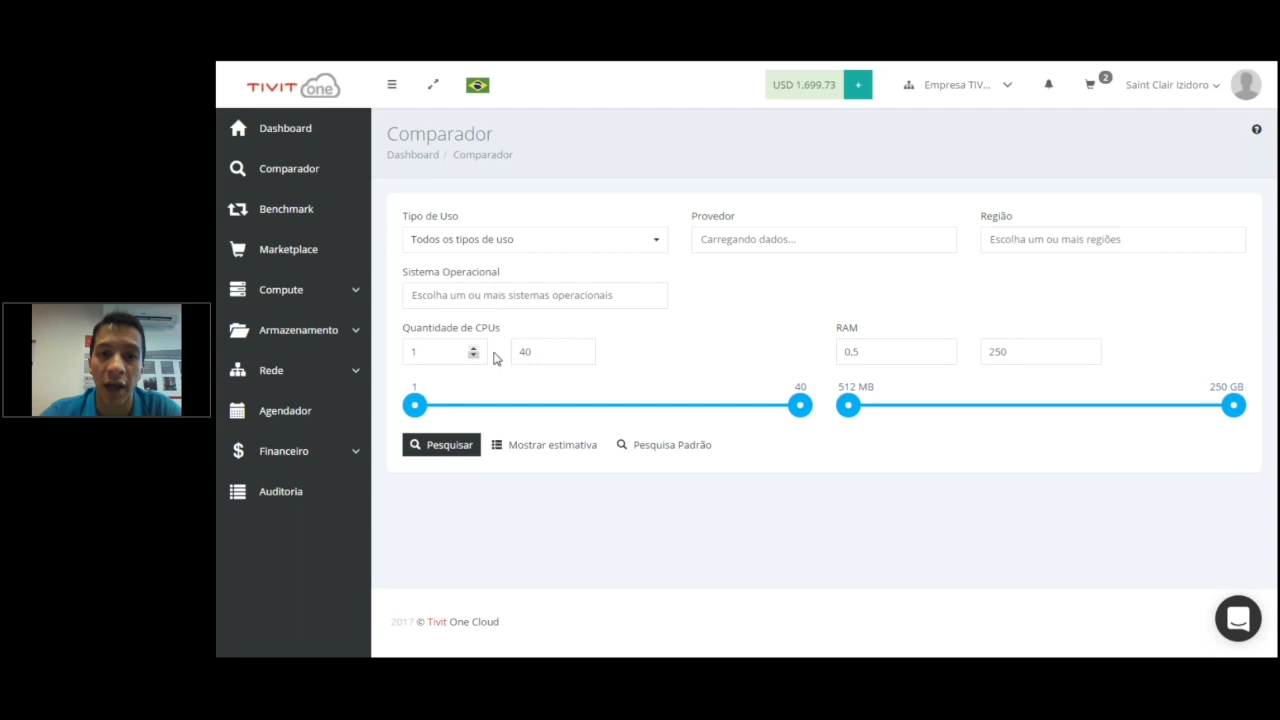 TIVIT one
USD 1,699.73
+
Empresa TIV...
2
Saint Clair Izidoro
Dashboard
Comparador
Benchmark
Marketplace
Compute
Armazenamento
Rede
Agendador
Financeiro
Auditoria
Comparador
Dashboard / Comparador
Tipo de Uso
Provedor
Região
Todos os tipos de uso
Carregando dados...
Escolha um ou mais regiões
Sistema Operacional
Escolha um ou mais sistemas operacionais
Quantidade de CPUs
RAM
1
40
0,5
250
1
40
512 MB
250 GB
Pesquisar
Mostrar estimativa
Pesquisa Padrão
2017 © Tivit One Cloud